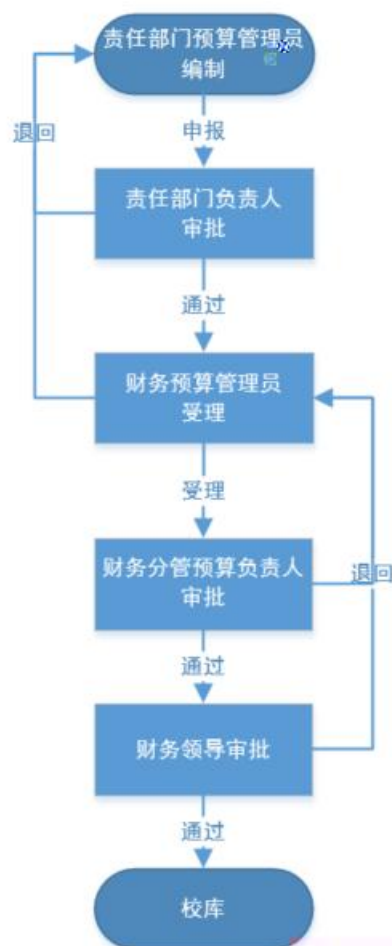 责任部门预算管理员
编制
退回
申报
责任部门负责人
审批
通过
财务预算管理员
受理
受理
财务分管预算负责人
审批
退回
通过
财务领导审批
通过
校库